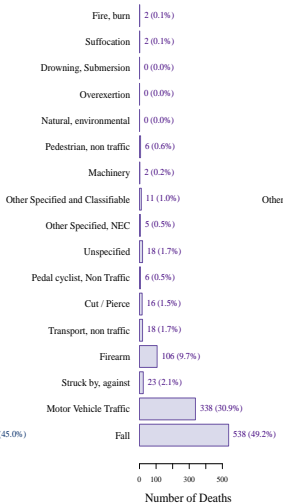 Fire, burn 2 (0.1%)
Suffocation 2 (0.1%)
Drowning, Submersion 0 (0.0%)
Overexertion 0 (0.0%)
Natural, environmental 0 (0.0%)
Pedestrian, non traffic 6 (0.6%)
Machinery 2 (0.2%)
Other Specified and Classifiable 11 (1.0%) Other
Other Specified, NEC 5 (0.5%)
Unspecified 18 (1.7%)
Pedal cyclist, Non Traffic 6 (0.5%)
Cut / Pierce 16 (1.5%)
Transport, non traffic 18 (1.7%)
Firearm 106 (9.7%)
Struck by, against 23 (2.1%)
Motor Vehicle Traffic 338 (30.9%)
(45.0%) Fall 538 (49.2%)
0 100 300 500
Number of Deaths